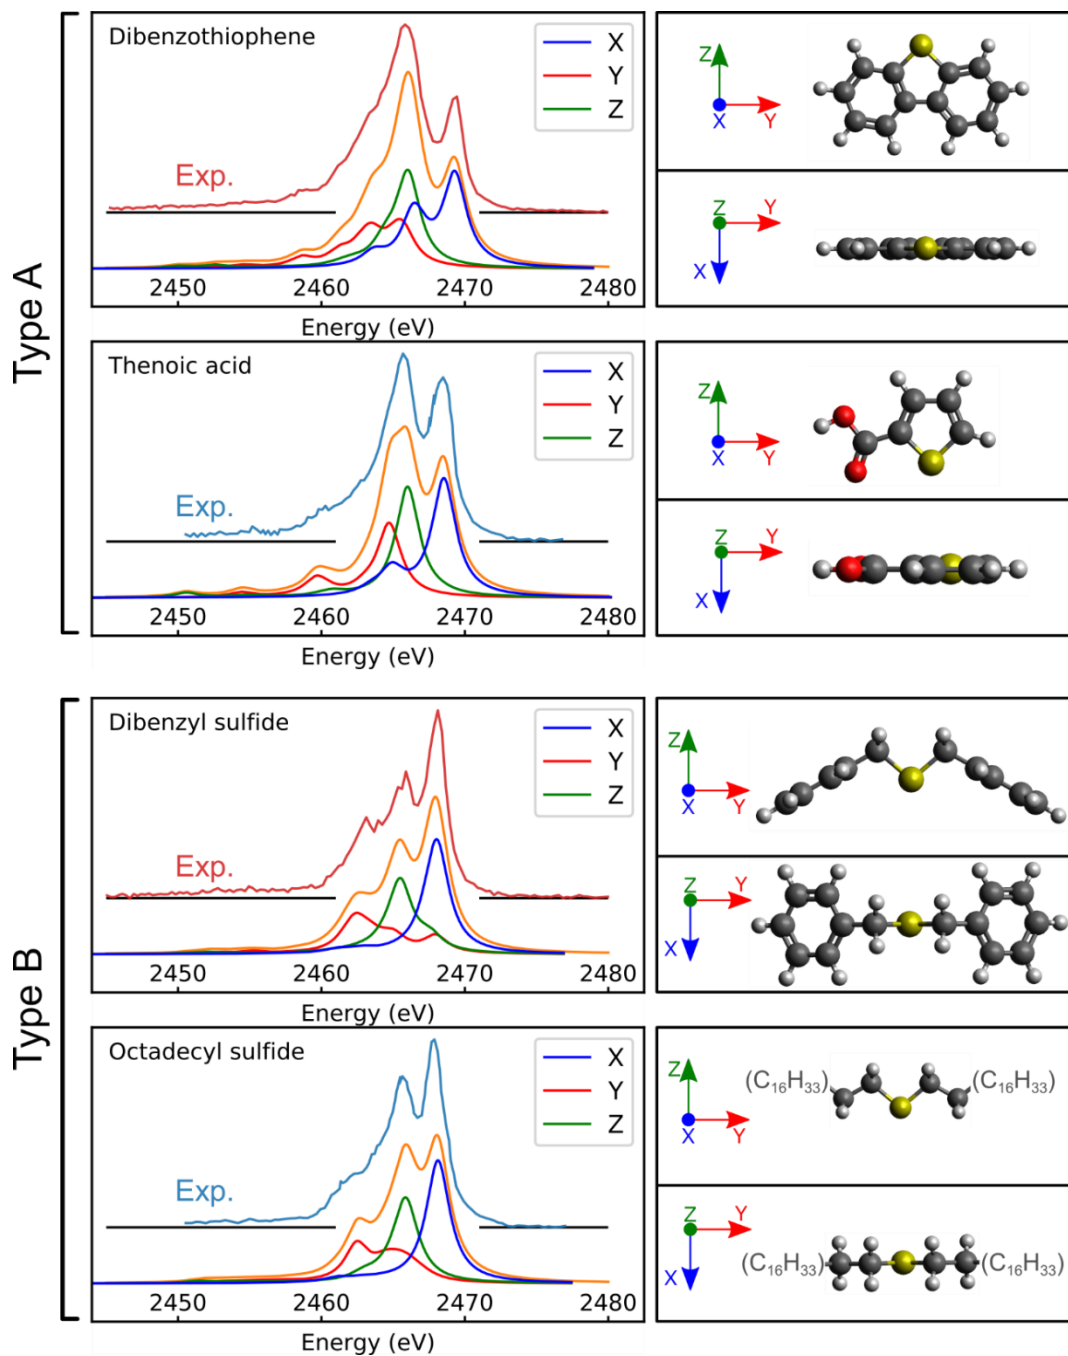 Type A
Dibenzothiophene
X
Y
Z
Exp.
2450 2460 2470 2480
Energy (eV)
Z
X
Y
Z
Y
X
Thenoic acid
X
Y
Z
Exp.
2450 2460 2470 2480
Energy (eV)
Z
X
Y
Z
Y
X
Type B
Dibenzyl sulfide
X
Y
Z
Exp.
2450 2460 2470 2480
Energy (eV)
Z
X
Y
Z
Y
X
Octadecyl sulfide
X
Y
Z
Exp.
2450 2460 2470 2480
Energy (eV)
Z
X
Y
(C₁₆H₃₃) (C₁₆H₃₃)
Z
Y
X
(C₁₆H₃₃) (C₁₆H₃₃)